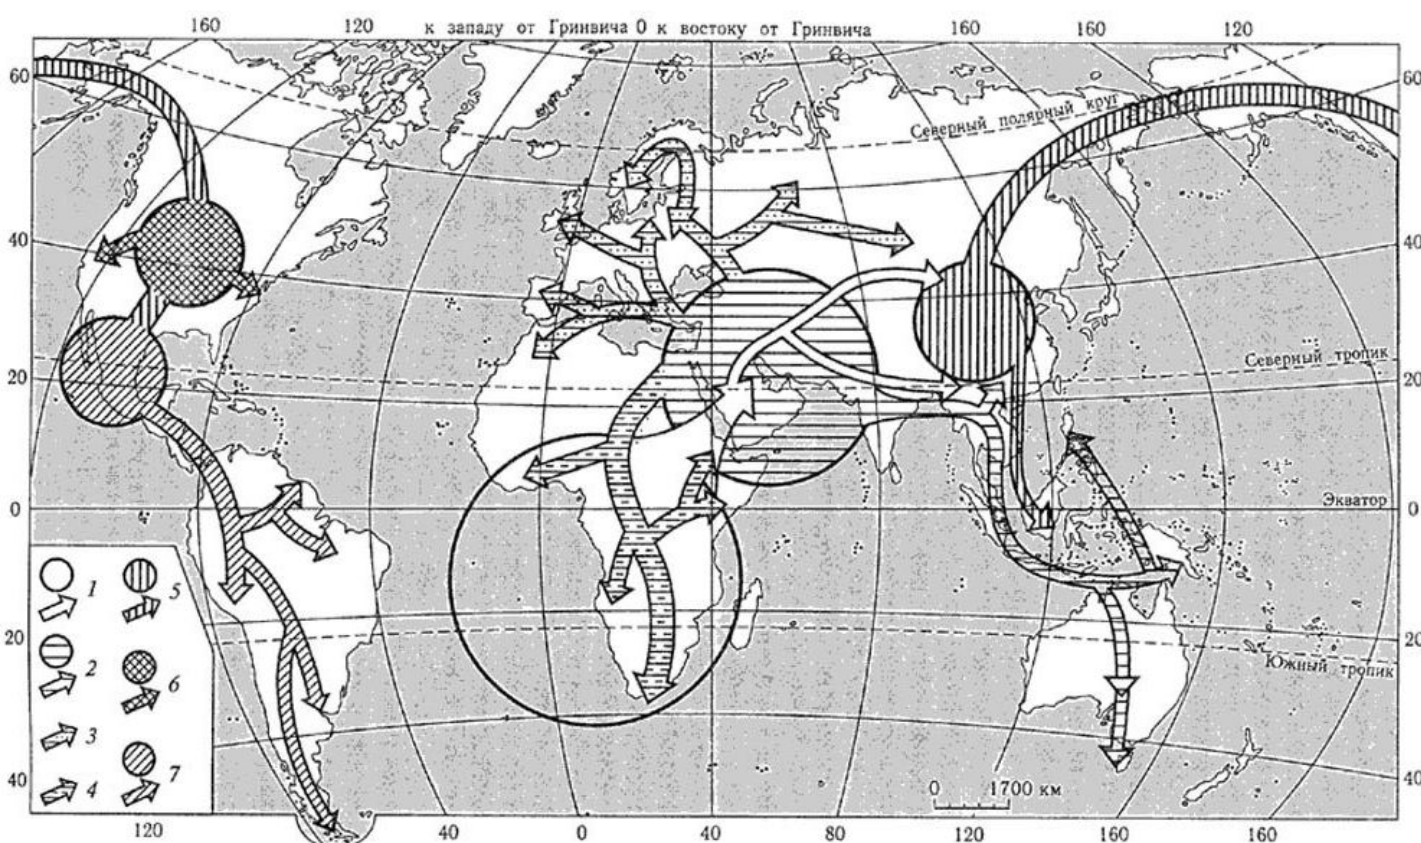 160 120 к западу от Гринвича 0 к востоку от Гринвича 160 160 120
60 60
Северный полярный круг
40 40
Северный тропик
20 20
Экватор
0 0
1 5
2 6
20 20
Южный тропик
3 7
4
40 0 1700 км 40
120 40 0 40 80 120 160 160